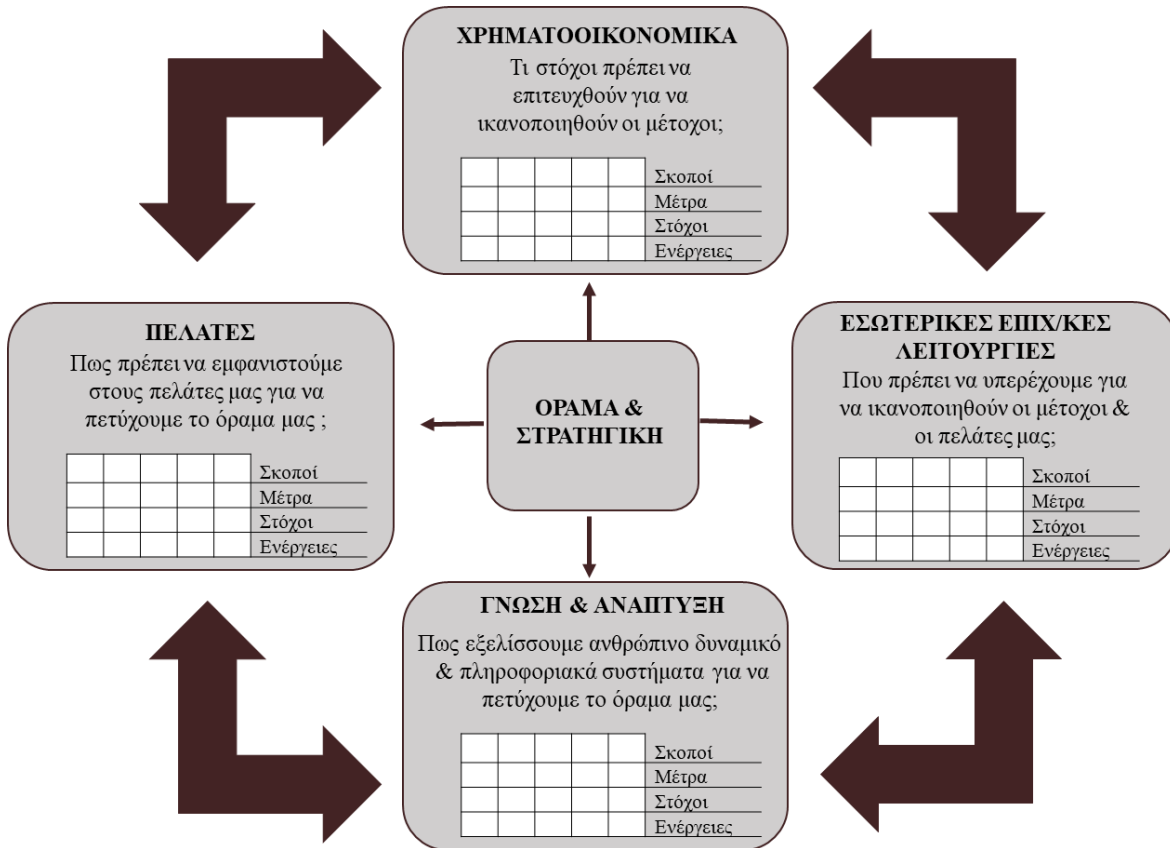 ΧΡΗΜΑΤΟΟΙΚΟΝΟΜΙΚΑ
Τι στόχοι πρέπει να
επιτευχθούν για να
ικανοποιηθούν οι μέτοχοι;
Σκοποί
Μέτρα
Στόχοι
Ενέργειες
ΠΕΛΑΤΕΣ
Πως πρέπει να εμφανιστούμε
στους πελάτες μας για να
πετύχουμε το όραμα μας ;
Σκοποί
Μέτρα
Στόχοι
Ενέργειες
ΟΡΑΜΑ &
ΣΤΡΑΤΗΓΙΚΗ
ΕΣΩΤΕΡΙΚΕΣ ΕΠΙΧ/ΚΕΣ
ΛΕΙΤΟΥΡΓΙΕΣ
Που πρέπει να υπερέχουμε για
να ικανοποιηθούν οι μέτοχοι &
οι πελάτες μας;
Σκοποί
Μέτρα
Στόχοι
Ενέργειες
ΓΝΩΣΗ & ΑΝΑΠΤΥΞΗ
Πως εξελίσσουμε ανθρώπινο δυναμικό
& πληροφοριακά συστήματα για να
πετύχουμε το όραμα μας;
Σκοποί
Μέτρα
Στόχοι
Ενέργειες